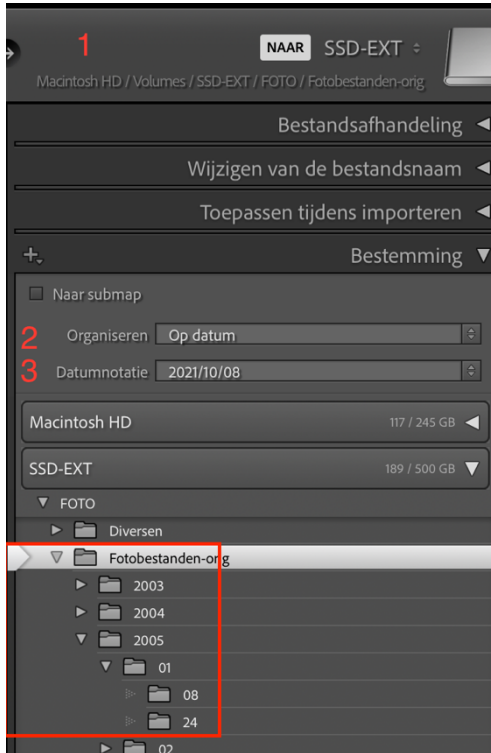 1
NAAR SSD-EXT
Macintosh HD / Volumes / SSD-EXT / FOTO / Fotobestanden-orig
Bestandsafhandeling
Wijzigen van de bestandsnaam
Toepassen tijdens importeren
Bestemming
Naar submap
2 Organiseren Op datum
3 Datumnotatie 2021/10/08
Macintosh HD 117 / 245 GB
SSD-EXT 189 / 500 GB
FOTO
Diversen
Fotobestanden-orig
2003
2004
2005
01
08
24
02